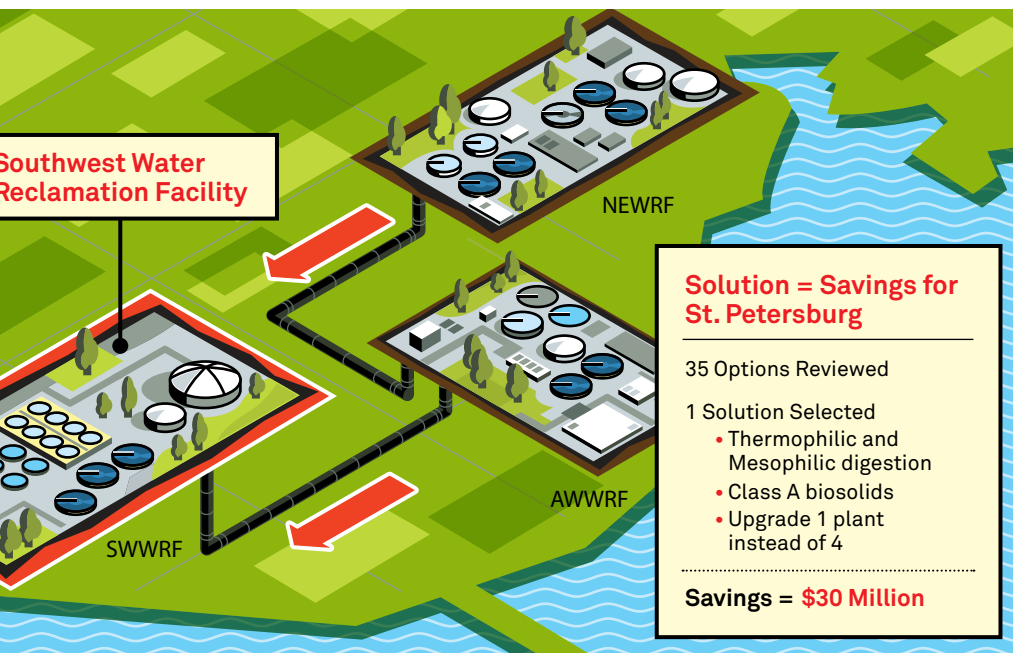 Southwest Water
Reclamation Facility
NEWRF
Solution = Savings for
St. Petersburg
35 Options Reviewed
1 Solution Selected
• Thermophilic and
Mesophilic digestion
• Class A biosolids
• Upgrade 1 plant
instead of 4
Savings = $30 Million
AWWRF
SWWRF